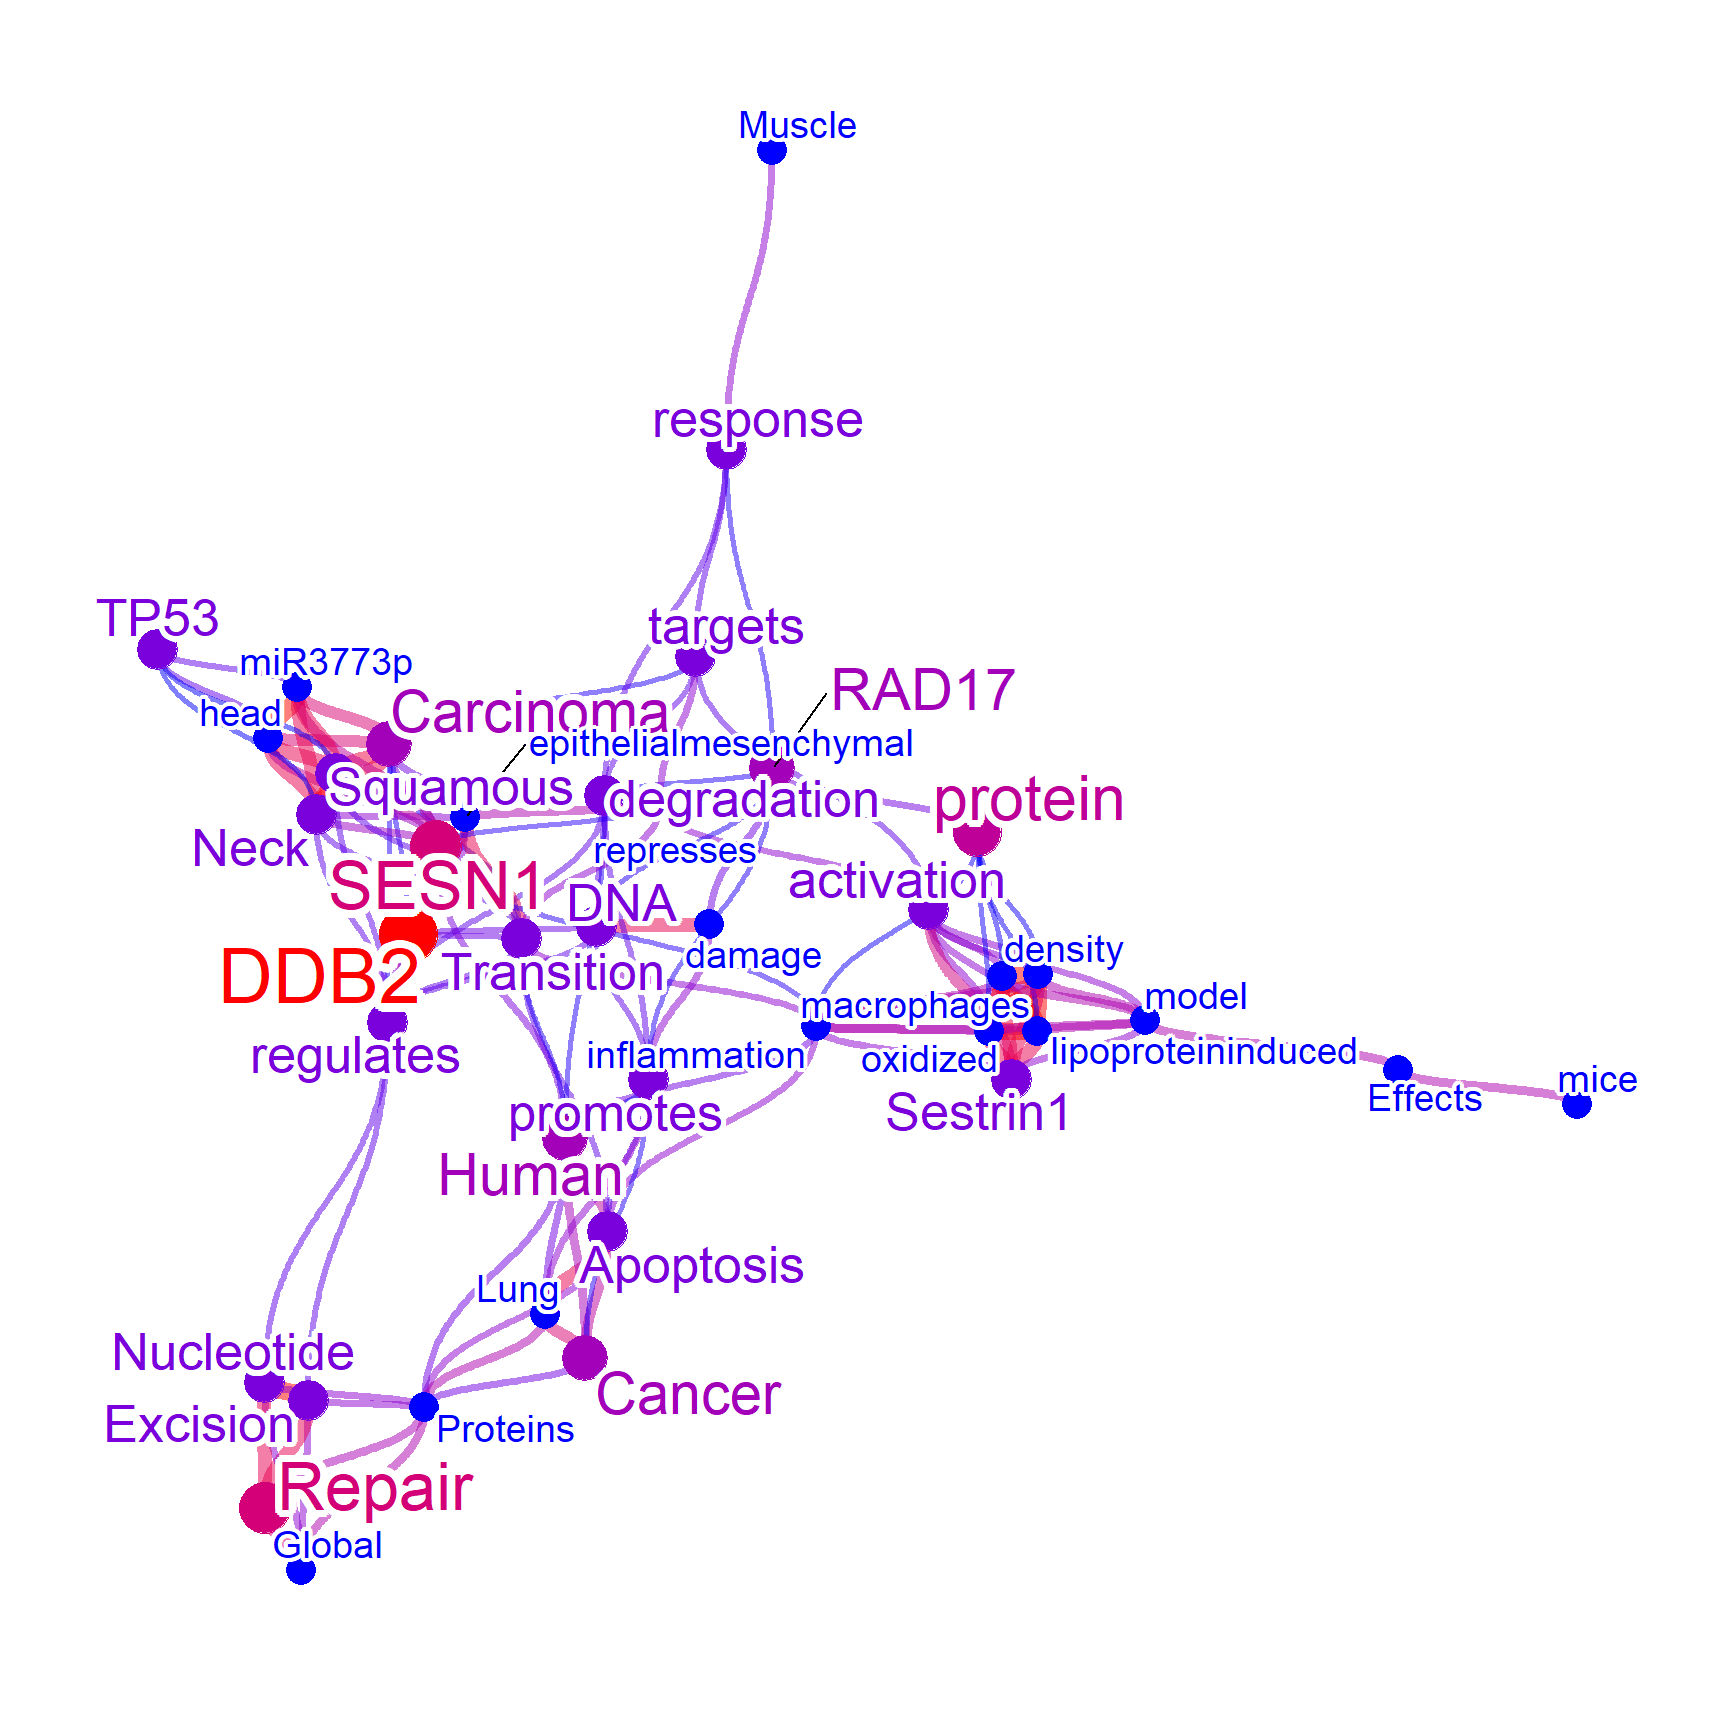 Muscle
response
TP53
targets
miR3773p
RAD17
head
Carcinoma
epithelialmesenchymal
Squamous
degradation
protein
Neck
represses
SESN1
activation
DNA
density
damage
DDB2
Transition
macrophages
model
regulates
inflammation
oxidized
lipoproteininduced
mice
Effects
promotes
Sestrin1
Human
Apoptosis
Lung
Nucleotide
Cancer
Excision
Proteins
Repair
Global